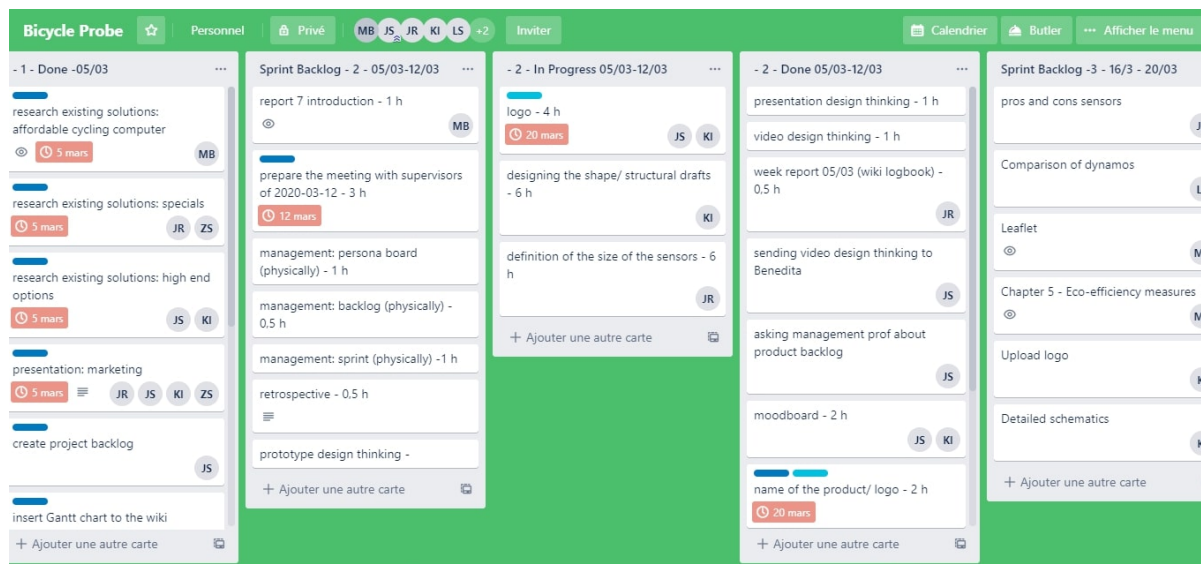 Bicycle Probe
Personnel
Privé
MB JS JR KI LS +2
Inviter
Calendrier
Butler
Afficher le menu
- 1 - Done -05/03
research existing solutions:
affordable cycling computer
5 mars
MB
research existing solutions: specials
5 mars
JR ZS
research existing solutions: high end
options
5 mars
JS KI
presentation: marketing
5 mars
JR JS KI ZS
create project backlog
JS
insert Gantt chart to the wiki
+ Ajouter une autre carte
Sprint Backlog - 2 - 05/03-12/03
report 7 introduction - 1 h
MB
prepare the meeting with supervisors
of 2020-03-12 - 3 h
12 mars
management: persona board
(physically) - 1 h
management: backlog (physically) -
0,5 h
management: sprint (physically) -1 h
retrospective - 0,5 h
prototype design thinking -
+ Ajouter une autre carte
- 2 - In Progress 05/03-12/03
logo - 4 h
20 mars
JS KI
designing the shape/ structural drafts
- 6 h
KI
definition of the size of the sensors - 6
h
JR
+ Ajouter une autre carte
- 2 - Done 05/03-12/03
presentation design thinking - 1 h
video design thinking - 1 h
week report 05/03 (wiki logbook) -
0,5 h
JR
sending video design thinking to
Benedita
JS
asking management prof about
product backlog
JS
moodboard - 2 h
JS KI
name of the product/ logo - 2 h
20 mars
+ Ajouter une autre carte
Sprint Backlog -3 - 16/3 - 20/03
pros and cons sensors
Comparison of dynamos
Leaflet
Chapter 5 - Eco-efficiency measures
Upload logo
Detailed schematics
+ Ajouter une autre carte